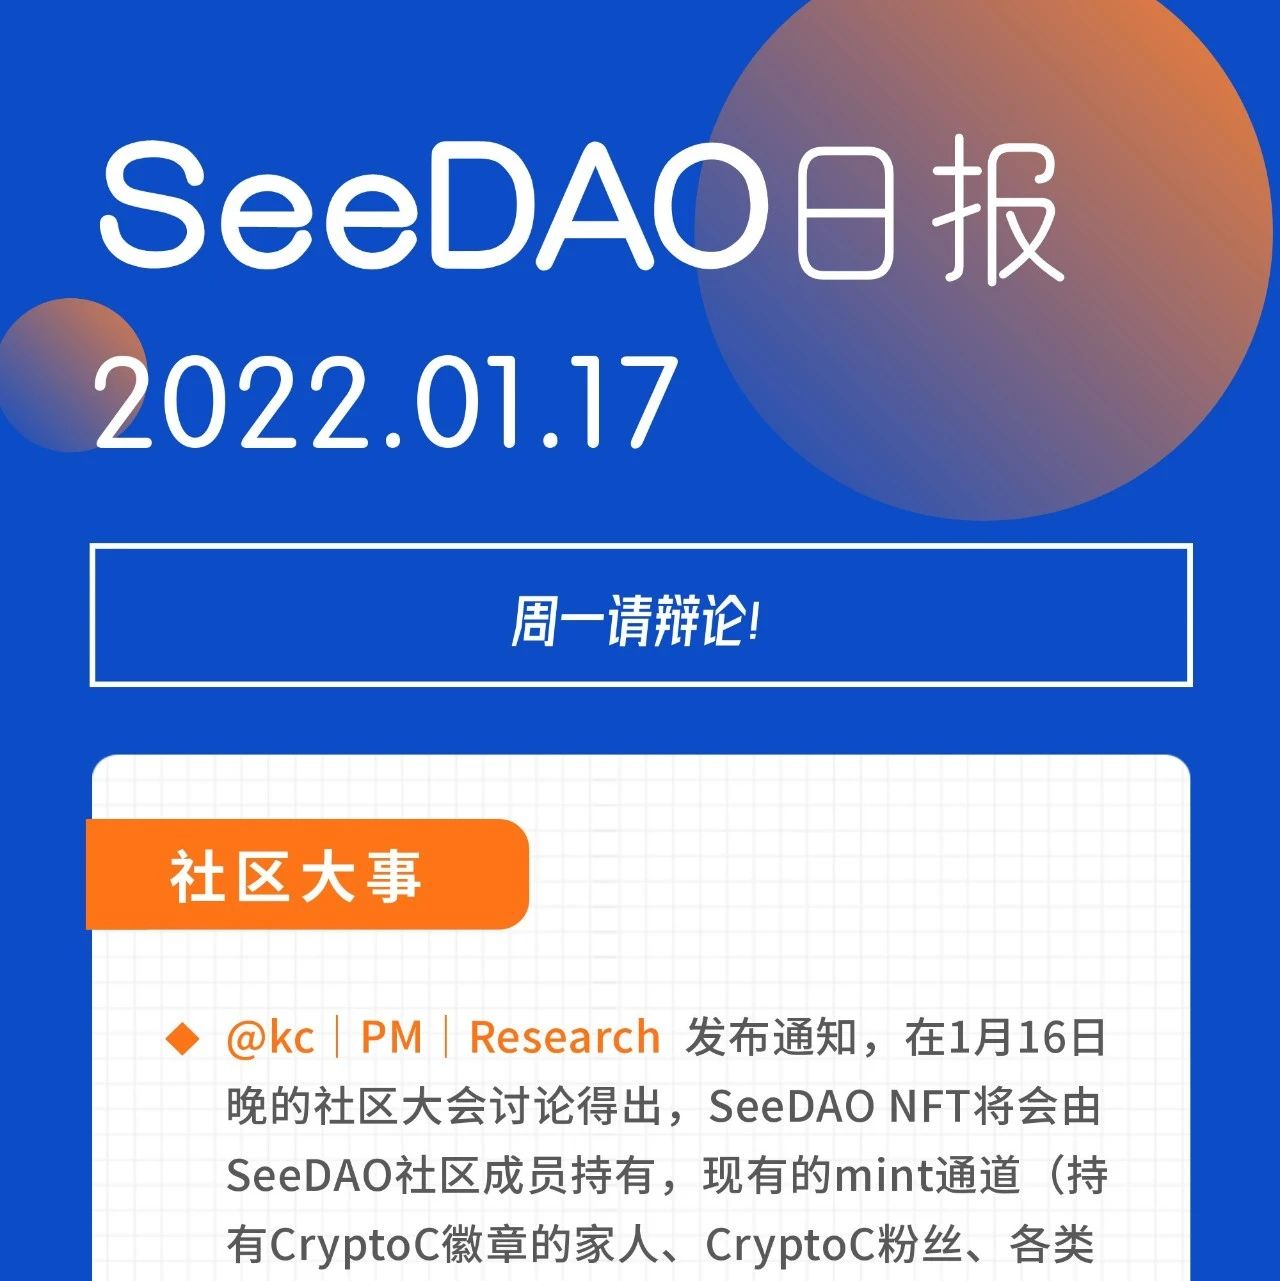 SeeDAO日报
2022.01.17
周一请辩论!
社区大事
◆ @kc｜PM｜Research 发布通知，在1月16日
晚的社区大会讨论得出，SeeDAO NFT将会由
SeeDAO社区成员持有，现有的mint通道（持
有CryptoC徽章的家人、CryptoC粉丝、各类